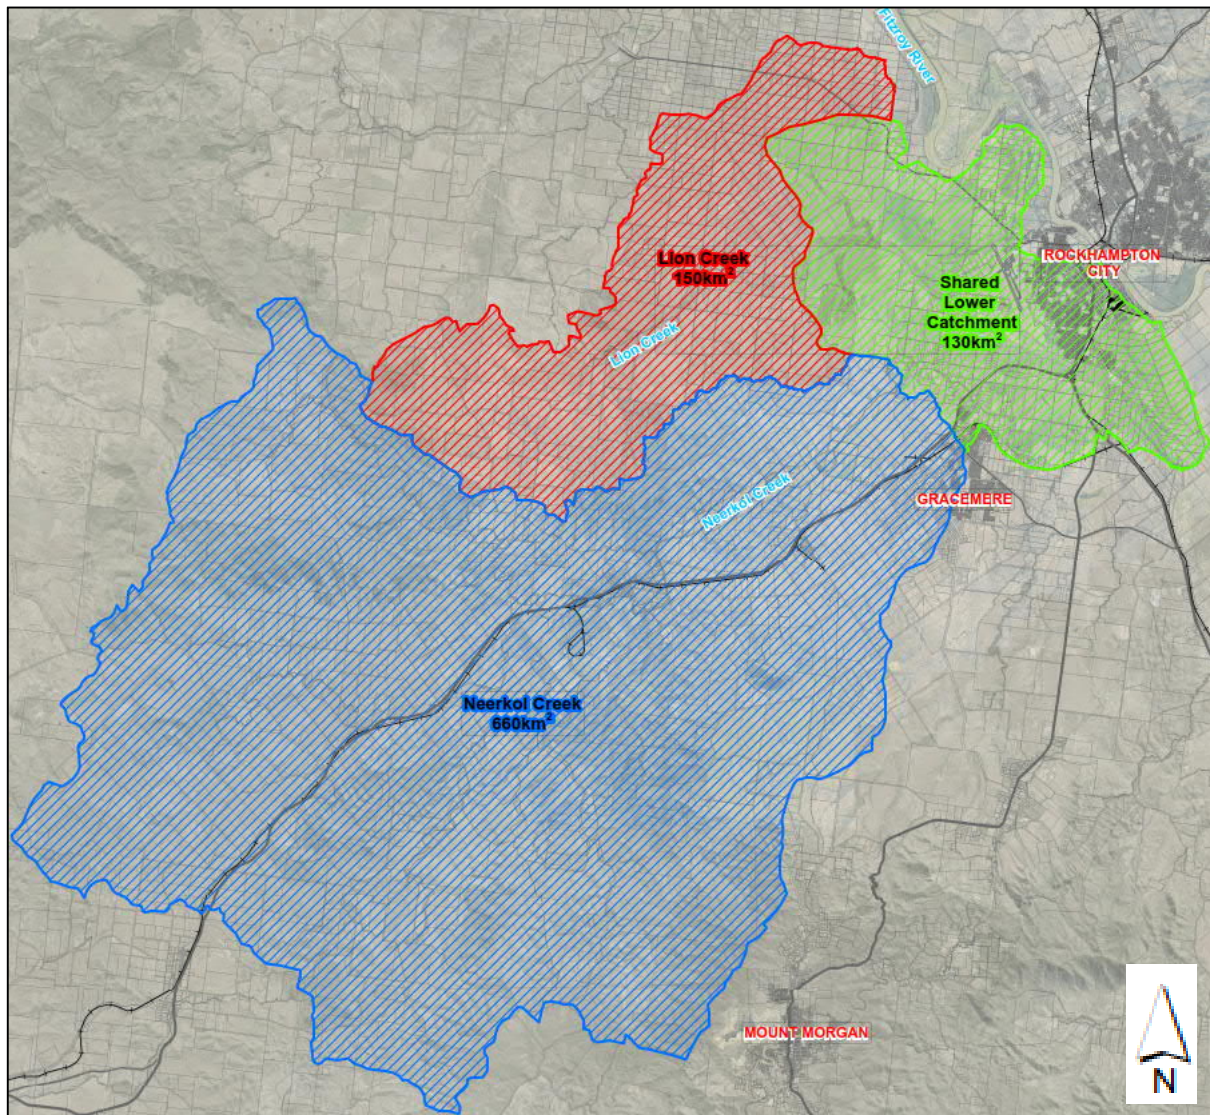 Fitzroy River
Lion Creek
150km²
ROCKHAMPTON
CITY
Shared
Lower
Catchment
130km²
Lion Creek
Neerkol Creek
GRACEMERE
Neerkol Creek
660km²
MOUNT MORGAN
N